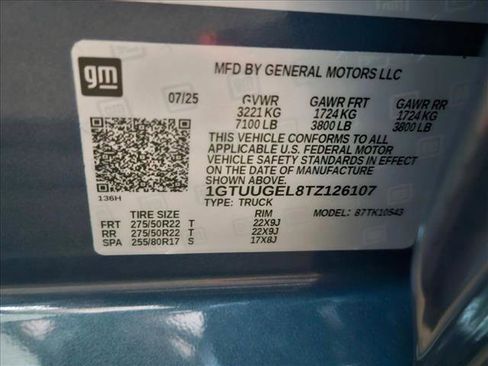 gm
MFD BY GENERAL MOTORS LLC
07/25 GVWR GAWR FRT GAWR RR
3221 KG 1724 KG 1724 KG
7100 LB 3800 LB 3800 LB
THIS VEHICLE CONFORMS TO ALL
APPLICABLE U.S. FEDERAL MOTOR
VEHICLE SAFETY STANDARDS IN EFFECT
ON THE DATE OF MANUFACTURE SHOWN ABOVE.
1GTUUGEL8TZ126107
TYPE: TRUCK MODEL: 87TK10543
136H
TIRE SIZE RIM
FRT 275/50R22 T 22X9J
RR 275/50R22 T 22X9J
SPA 255/80R17 S 17X8J